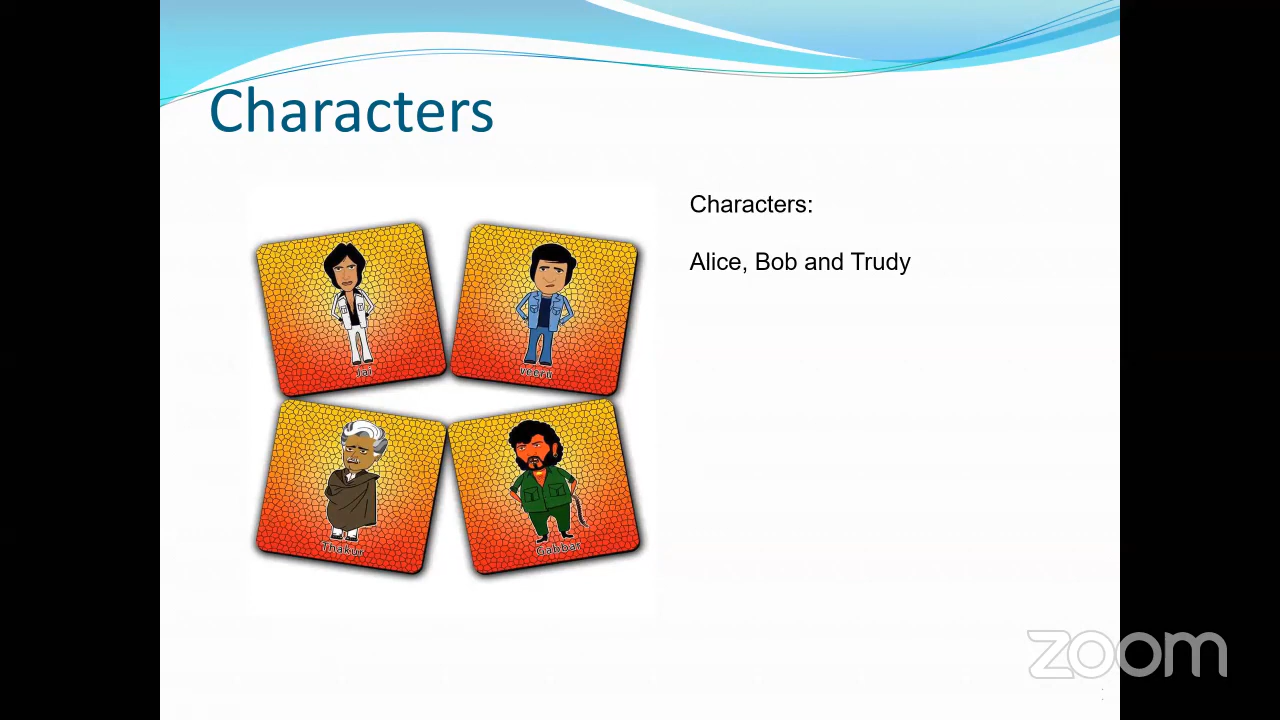 Characters
Characters:
Alice, Bob and Trudy
Jai
veeru
Thakur
Gabbar
zoom